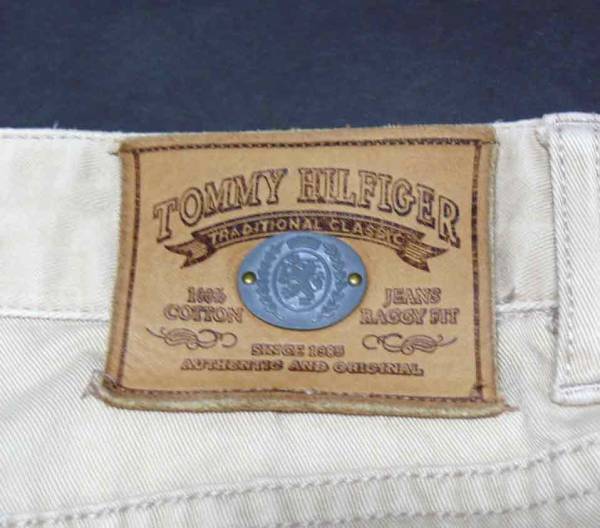 TOMMY HILFIGER
TRADITIONAL CLASSIC
100%
COTTON
JEANS
BAGGY FIT
SINCE 1985
AUTHENTIC AND ORIGINAL